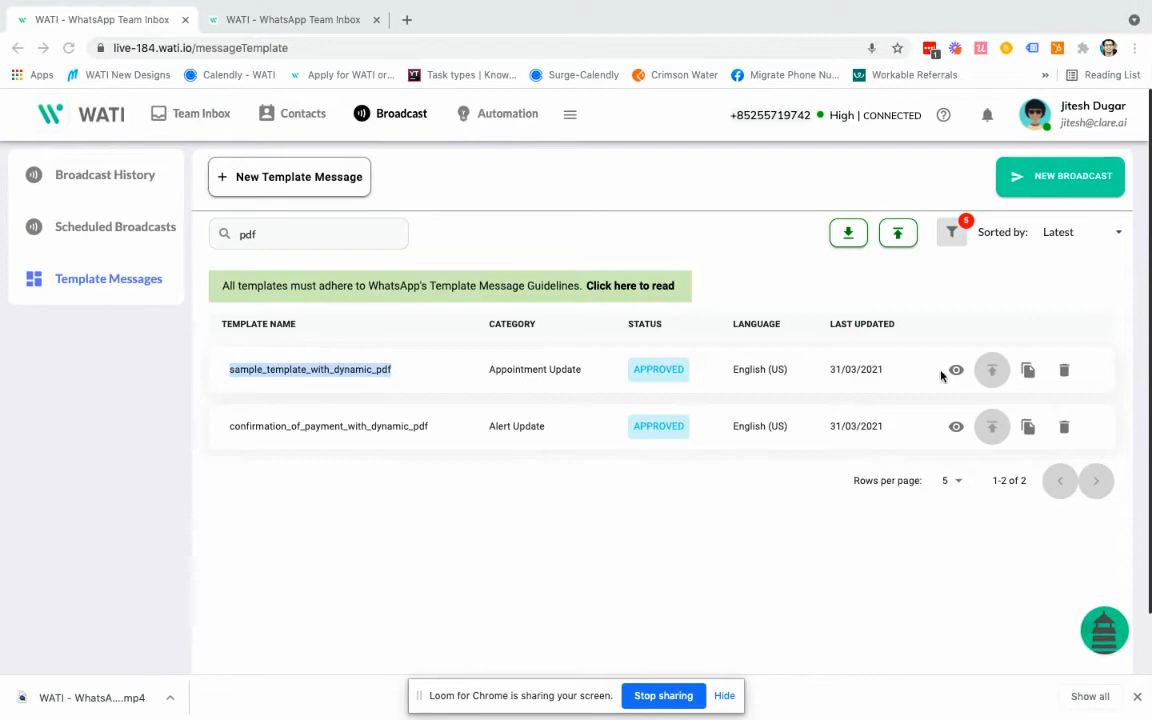 WATI - WhatsApp Team Inbox
WATI - WhatsApp Team Inbox
live-184.wati.io/messageTemplate
1
Apps
WATI New Designs
Calendly - WATI
Apply for WATI or...
Task types | Know...
Surge-Calendly
Crimson Water
Migrate Phone Nu...
Workable Referrals
»
Reading List
WATI
Team Inbox
Contacts
Broadcast
Automation
+85255719742
High | CONNECTED
Jitesh Dugar
jitesh@clare.ai
Broadcast History
Scheduled Broadcasts
Template Messages
+ New Template Message
NEW BROADCAST
pdf
5
Sorted by:
Latest
All templates must adhere to WhatsApp's Template Message Guidelines. Click here to read
TEMPLATE NAME CATEGORY STATUS LANGUAGE LAST UPDATED
sample_template_with_dynamic_pdf Appointment Update APPROVED English (US) 31/03/2021
confirmation_of_payment_with_dynamic_pdf Alert Update APPROVED English (US) 31/03/2021
Rows per page: 5 1-2 of 2
WATI - WhatsA....mp4
Loom for Chrome is sharing your screen.
Stop sharing
Hide
Show all